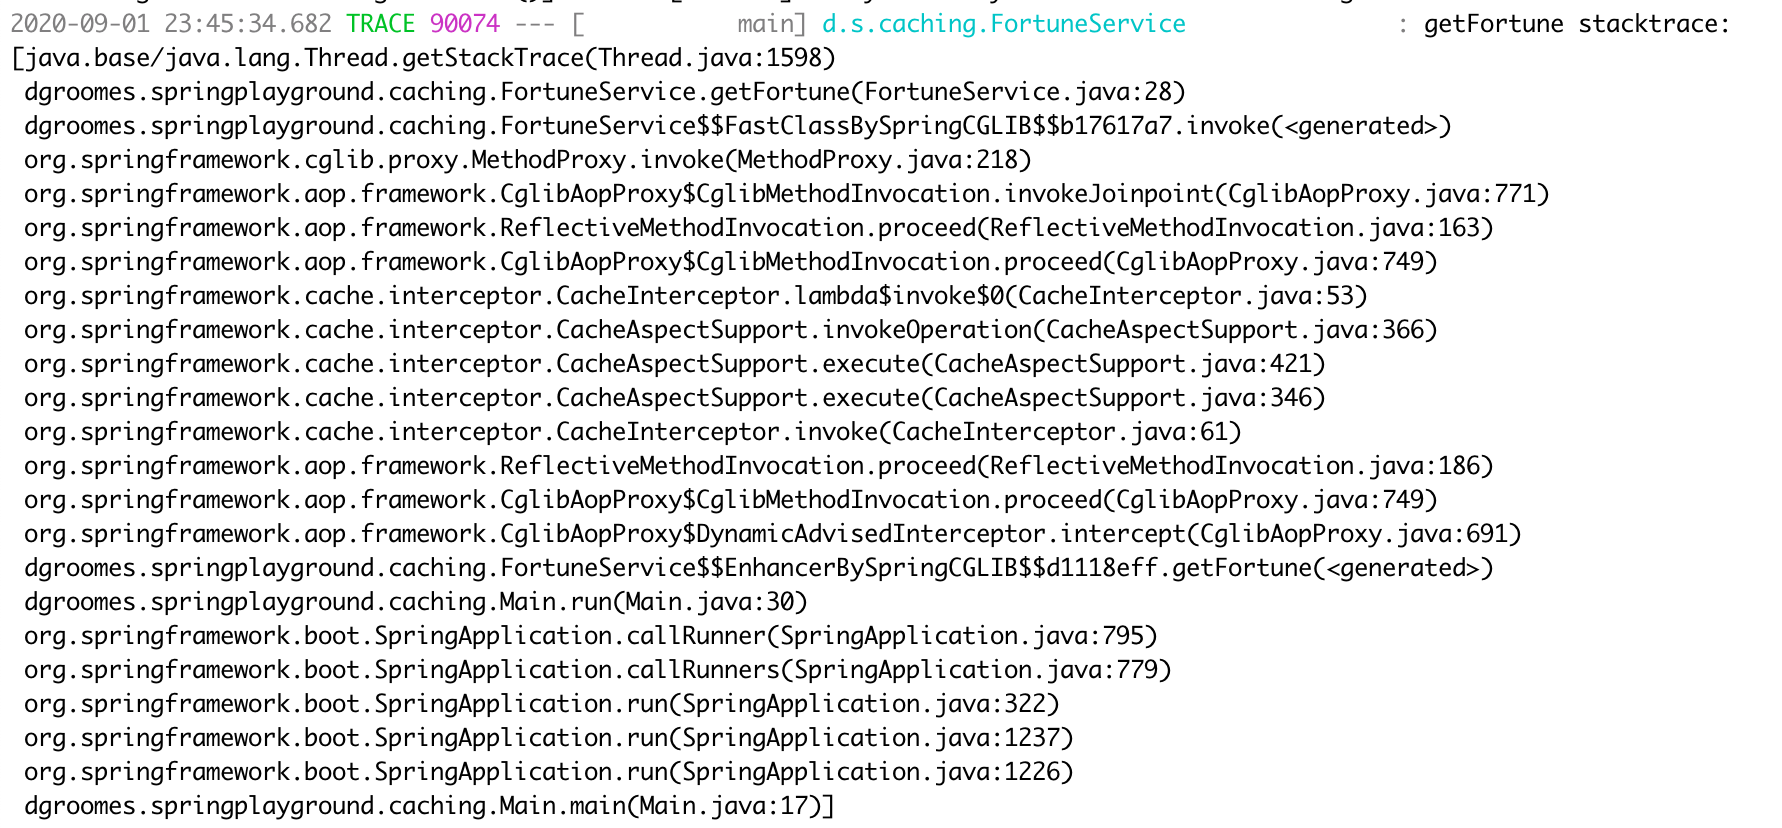 2020-09-01 23:45:34.682 TRACE 90074 --- [           main] d.s.caching.FortuneService               : getFortune stacktrace:
[java.base/java.lang.Thread.getStackTrace(Thread.java:1598)
 dgroomes.springplayground.caching.FortuneService.getFortune(FortuneService.java:28)
 dgroomes.springplayground.caching.FortuneService$$FastClassBySpringCGLIB$$b17617a7.invoke(<generated>)
 org.springframework.cglib.proxy.MethodProxy.invoke(MethodProxy.java:218)
 org.springframework.aop.framework.CglibAopProxy$CglibMethodInvocation.invokeJoinpoint(CglibAopProxy.java:771)
 org.springframework.aop.framework.ReflectiveMethodInvocation.proceed(ReflectiveMethodInvocation.java:163)
 org.springframework.aop.framework.CglibAopProxy$CglibMethodInvocation.proceed(CglibAopProxy.java:749)
 org.springframework.cache.interceptor.CacheInterceptor.lambda$invoke$0(CacheInterceptor.java:53)
 org.springframework.cache.interceptor.CacheAspectSupport.invokeOperation(CacheAspectSupport.java:366)
 org.springframework.cache.interceptor.CacheAspectSupport.execute(CacheAspectSupport.java:421)
 org.springframework.cache.interceptor.CacheAspectSupport.execute(CacheAspectSupport.java:346)
 org.springframework.cache.interceptor.CacheInterceptor.invoke(CacheInterceptor.java:61)
 org.springframework.aop.framework.ReflectiveMethodInvocation.proceed(ReflectiveMethodInvocation.java:186)
 org.springframework.aop.framework.CglibAopProxy$CglibMethodInvocation.proceed(CglibAopProxy.java:749)
 org.springframework.aop.framework.CglibAopProxy$DynamicAdvisedInterceptor.intercept(CglibAopProxy.java:691)
 dgroomes.springplayground.caching.FortuneService$$EnhancerBySpringCGLIB$$d1118eff.getFortune(<generated>)
 dgroomes.springplayground.caching.Main.run(Main.java:30)
 org.springframework.boot.SpringApplication.callRunner(SpringApplication.java:795)
 org.springframework.boot.SpringApplication.callRunners(SpringApplication.java:779)
 org.springframework.boot.SpringApplication.run(SpringApplication.java:322)
 org.springframework.boot.SpringApplication.run(SpringApplication.java:1237)
 org.springframework.boot.SpringApplication.run(SpringApplication.java:1226)
 dgroomes.springplayground.caching.Main.main(Main.java:17)]